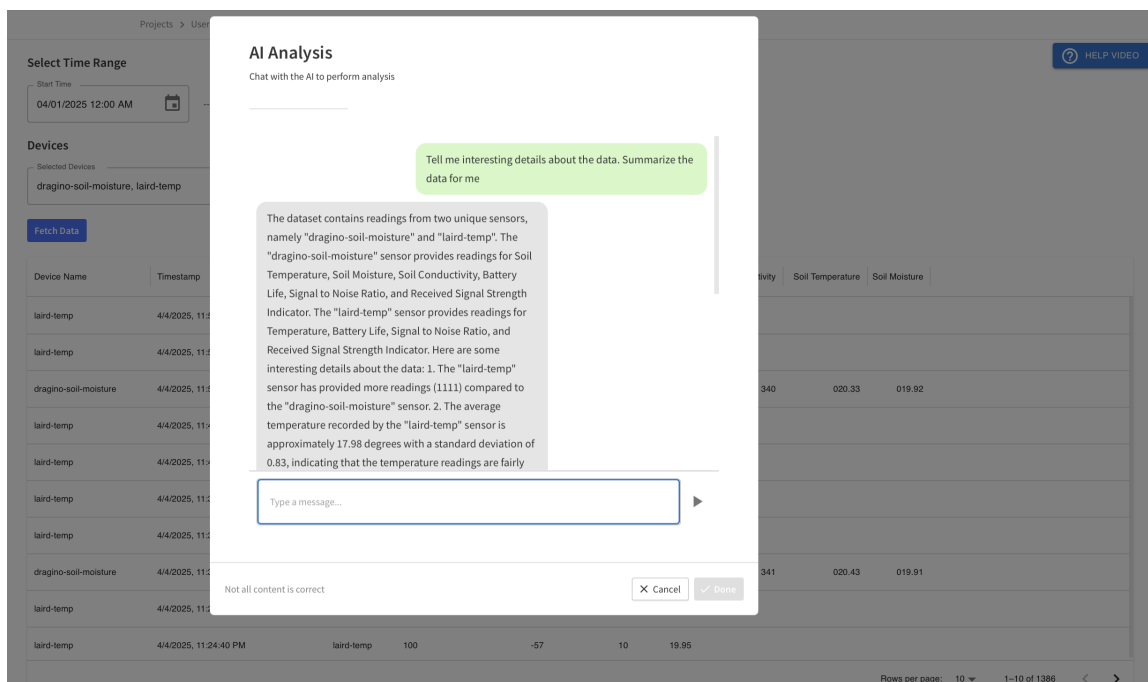 Projects > User
Select Time Range
Start Time
04/01/2025 12:00 AM
--
Devices
Selected Devices
dragino-soil-moisture, laird-temp
Fetch Data
HELP VIDEO
AI Analysis
Chat with the AI to perform analysis
Tell me interesting details about the data. Summarize the
data for me
The dataset contains readings from two unique sensors,
namely "dragino-soil-moisture" and "laird-temp". The
"dragino-soil-moisture" sensor provides readings for Soil
Temperature, Soil Moisture, Soil Conductivity, Battery
Life, Signal to Noise Ratio, and Received Signal Strength
Indicator. The "laird-temp" sensor provides readings for
Temperature, Battery Life, Signal to Noise Ratio, and
Received Signal Strength Indicator. Here are some
interesting details about the data: 1. The "laird-temp"
sensor has provided more readings (1111) compared to
the "dragino-soil-moisture" sensor. 2. The average
temperature recorded by the "laird-temp" sensor is
approximately 17.98 degrees with a standard deviation of
0.83, indicating that the temperature readings are fairly
Type a message...
Not all content is correct
Cancel
Done
Device Name Timestamp tivity Soil Temperature Soil Moisture
laird-temp 4/4/2025, 11:5
laird-temp 4/4/2025, 11:5
dragino-soil-moisture 4/4/2025, 11:5 340 020.33 019.92
laird-temp 4/4/2025, 11:4
laird-temp 4/4/2025, 11:4
laird-temp 4/4/2025, 11:3
laird-temp 4/4/2025, 11:3
dragino-soil-moisture 4/4/2025, 11:3 341 020.43 019.91
laird-temp 4/4/2025, 11:2
laird-temp 4/4/2025, 11:24:40 PM laird-temp 100 -57 10 19.95
Rows per page: 10 1–10 of 1386